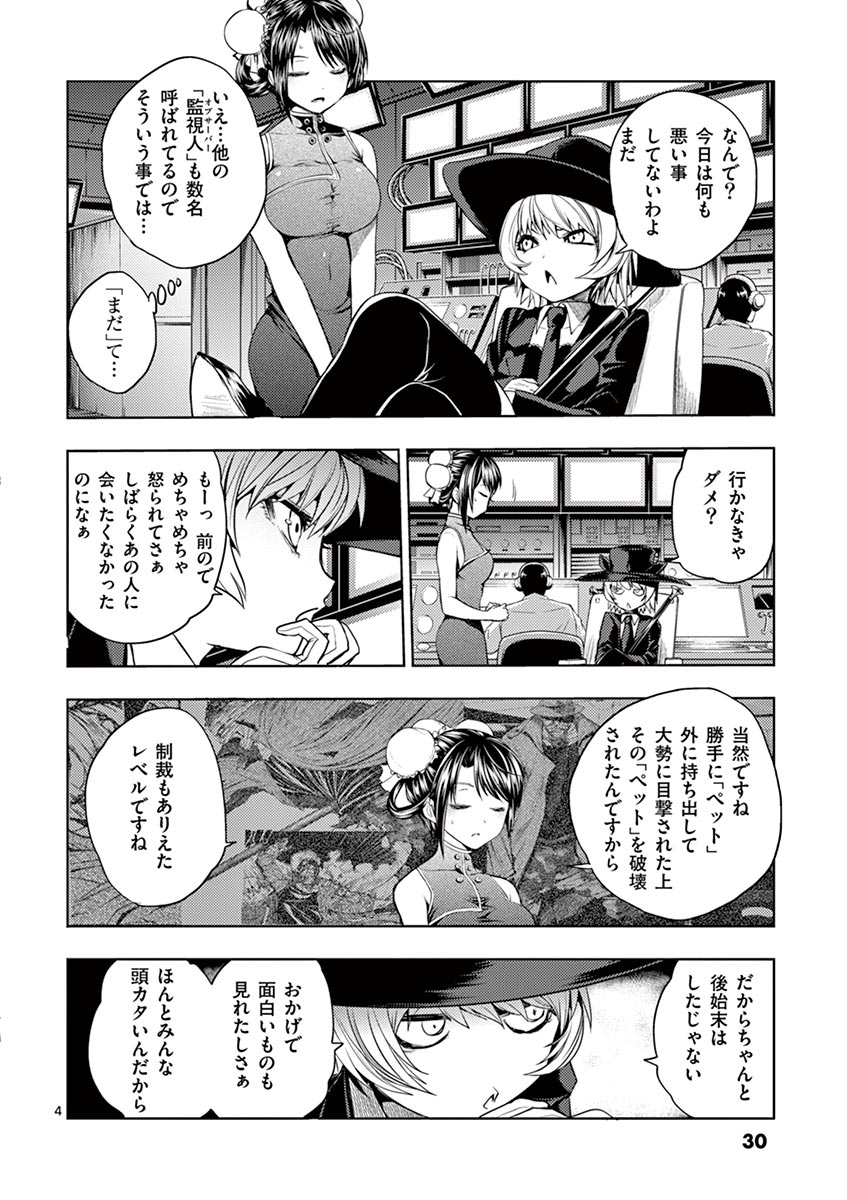 なんで?
今日は何も
悪い事
してないわよ
まだ
いえ…他の
「監視人」も数名
オブサーバー
呼ばれてるので
そういう事では…
「まだ」て…
行かなきゃ
ダメ?
もーっ 前ので
めちゃめちゃ
怒られてさぁ
しばらくあの人に
会いたくなかった
のになぁ
当然ですね
勝手に「ペット」
外に持ち出して
大勢に目撃された上
その「ペット」を破壊
されたんですから
制裁もありえた
レベルですね
だからちゃんと
後始末は
したじゃない
おかげで
面白いものも
見れたしさぁ
ほんとみんな
頭カタいんだから
4
30